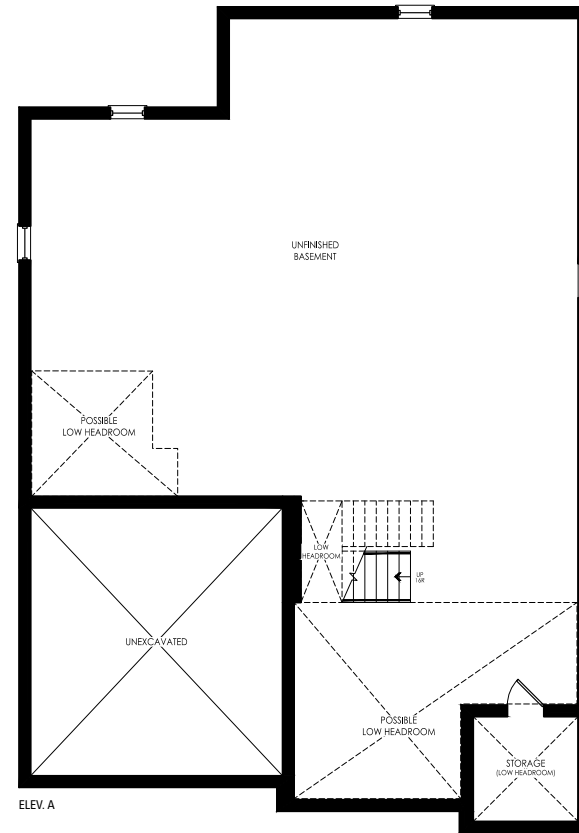 UNFINISHED
BASEMENT
POSSIBLE
LOW HEADROOM
LOW
HEADROOM
UP
16R
UNEXCAVATED
POSSIBLE
LOW HEADROOM
STORAGE
(LOW HEADROOM)
ELEV. A